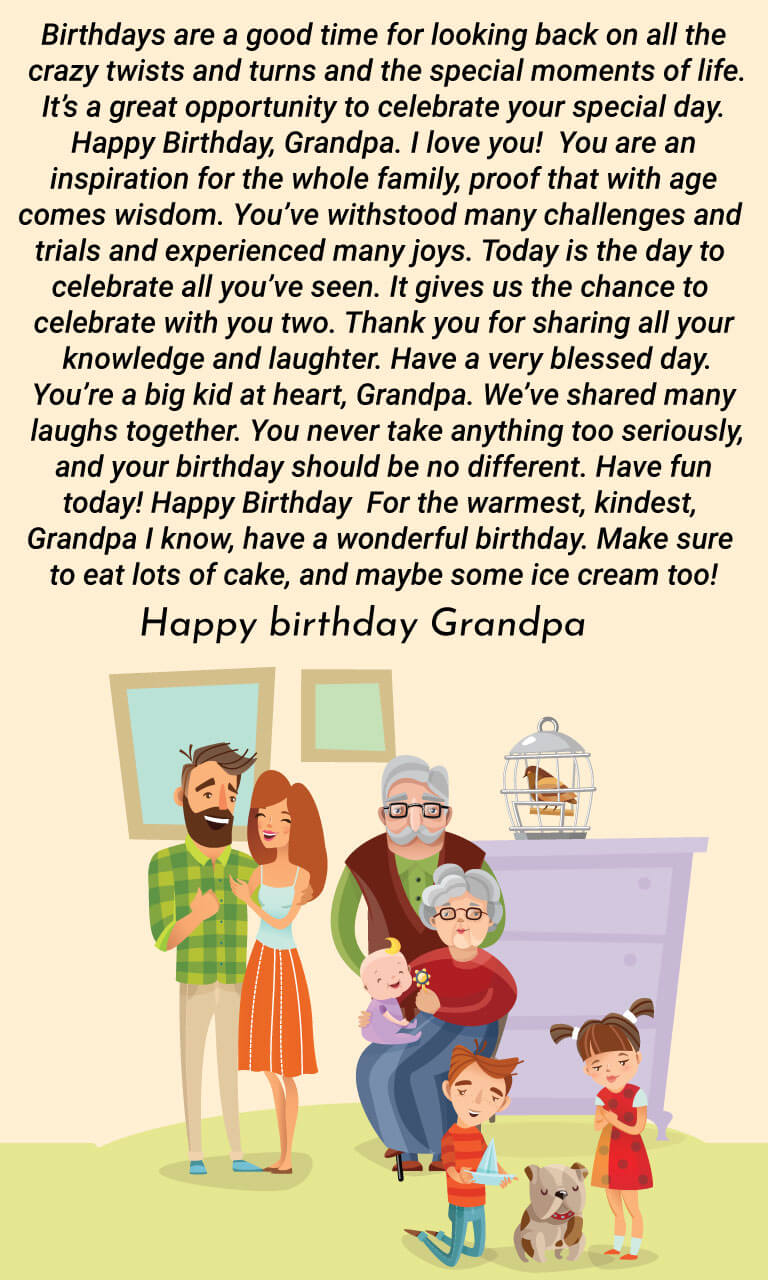 Birthdays are a good time for looking back on all the
crazy twists and turns and the special moments of life.
It’s a great opportunity to celebrate your special day.
Happy Birthday, Grandpa. I love you!  You are an
inspiration for the whole family, proof that with age
comes wisdom. You’ve withstood many challenges and
trials and experienced many joys. Today is the day to
celebrate all you’ve seen. It gives us the chance to
celebrate with you two. Thank you for sharing all your
knowledge and laughter. Have a very blessed day.
You’re a big kid at heart, Grandpa. We’ve shared many
laughs together. You never take anything too seriously,
and your birthday should be no different. Have fun
today! Happy Birthday  For the warmest, kindest,
Grandpa I know, have a wonderful birthday. Make sure
to eat lots of cake, and maybe some ice cream too!
Happy birthday Grandpa